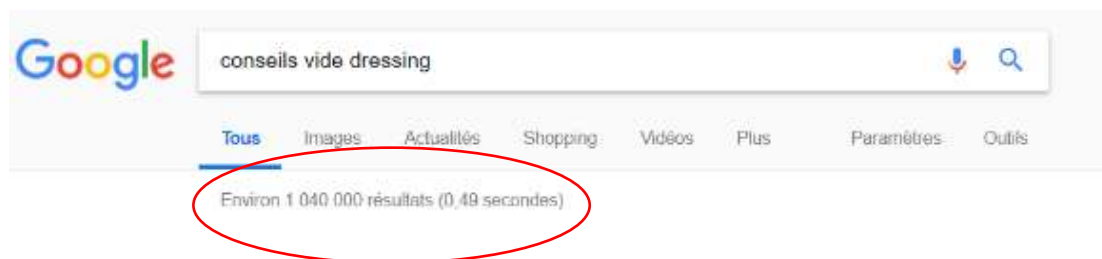 Google conseils vide dressing
Tous Images Actualités Shopping Vidéos Plus Paramètres Outils
Environ 1 040 000 résultats (0,49 secondes)